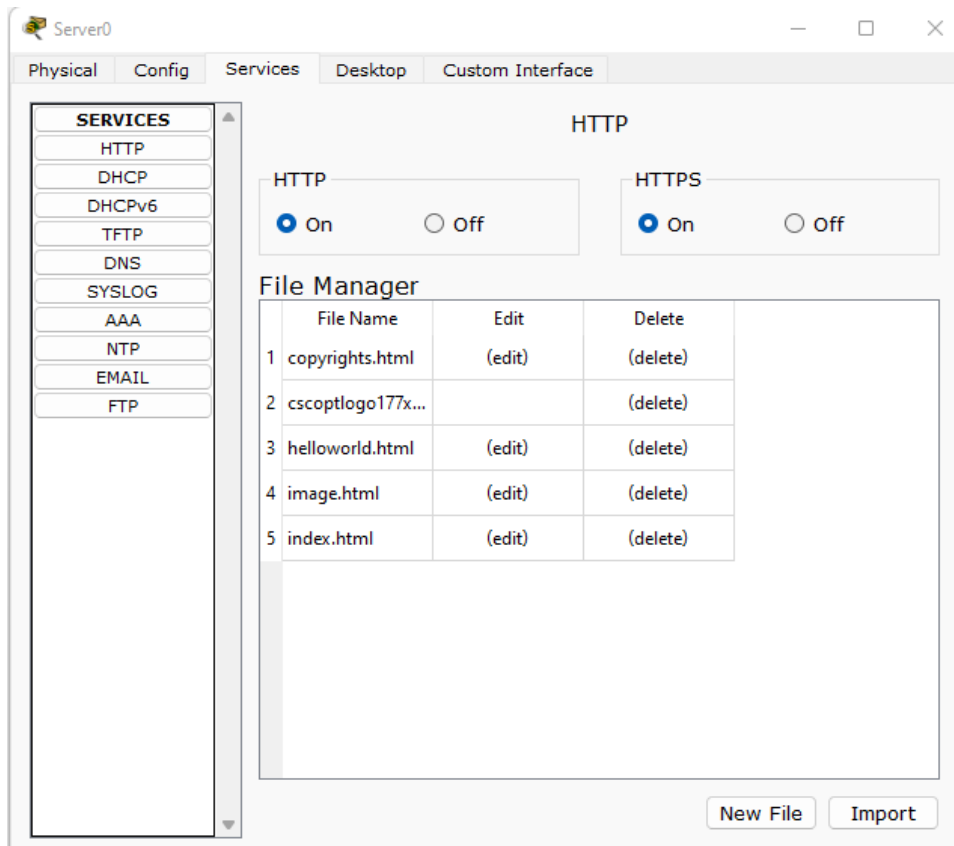 Server0
Physical Config Services Desktop Custom Interface
SERVICES
HTTP
DHCP
DHCPv6
TFTP
DNS
SYSLOG
AAA
NTP
EMAIL
FTP
HTTP
HTTP
On Off
HTTPS
On Off
File Manager
File Name Edit Delete
1 copyrights.html (edit) (delete)
2 cscoptlogo177x... (delete)
3 helloworld.html (edit) (delete)
4 image.html (edit) (delete)
5 index.html (edit) (delete)
New File Import